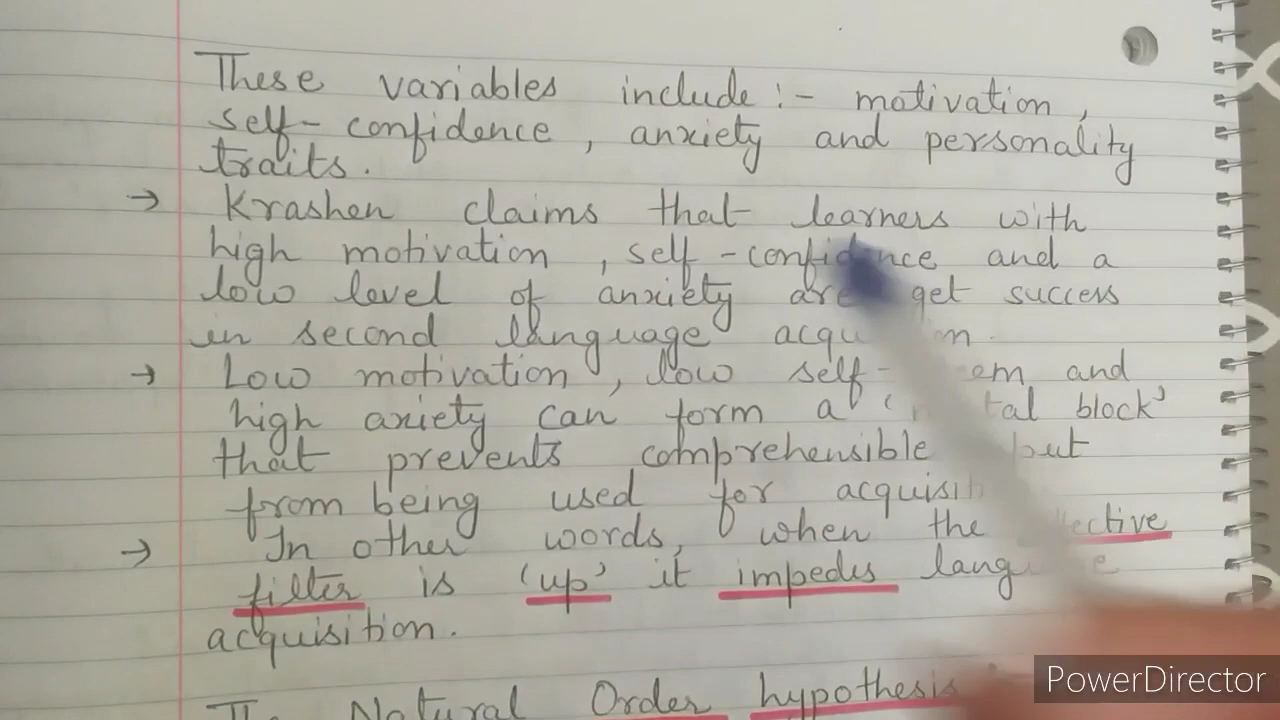 These variables include :- motivation,
self-confidence, anxiety and personality
traits.
→ Krashen claims that learners with
high motivation, self-confidence and a
low level of anxiety are get success
in second language
→ Low motivation, low self- and
high axiety can form a block'
that prevents comprehensible
from being used for
→ In other words, when the
filter is 'up' it impedes
acquisition.
Natural Order hypothesis
PowerDirector